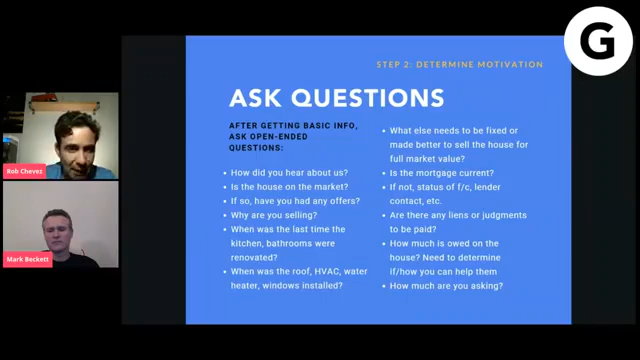 G
STEP 2: DETERMINE MOTIVATION
ASK QUESTIONS
AFTER GETTING BASIC INFO,
ASK OPEN-ENDED
QUESTIONS:
• How did you hear about us?
• Is the house on the market?
• If so, have you had any offers?
• Why are you selling?
• When was the last time the
kitchen, bathrooms were
renovated?
• When was the roof, HVAC, water
heater, windows installed?
• What else needs to be fixed or
made better to sell the house for
full market value?
• Is the mortgage current?
• If not, status of f/c, lender
contact, etc.
• Are there any liens or judgments
to be paid?
• How much is owed on the
house? Need to determine
if/how you can help them
• How much are you asking?
Rob Chevez
Mark Beckett